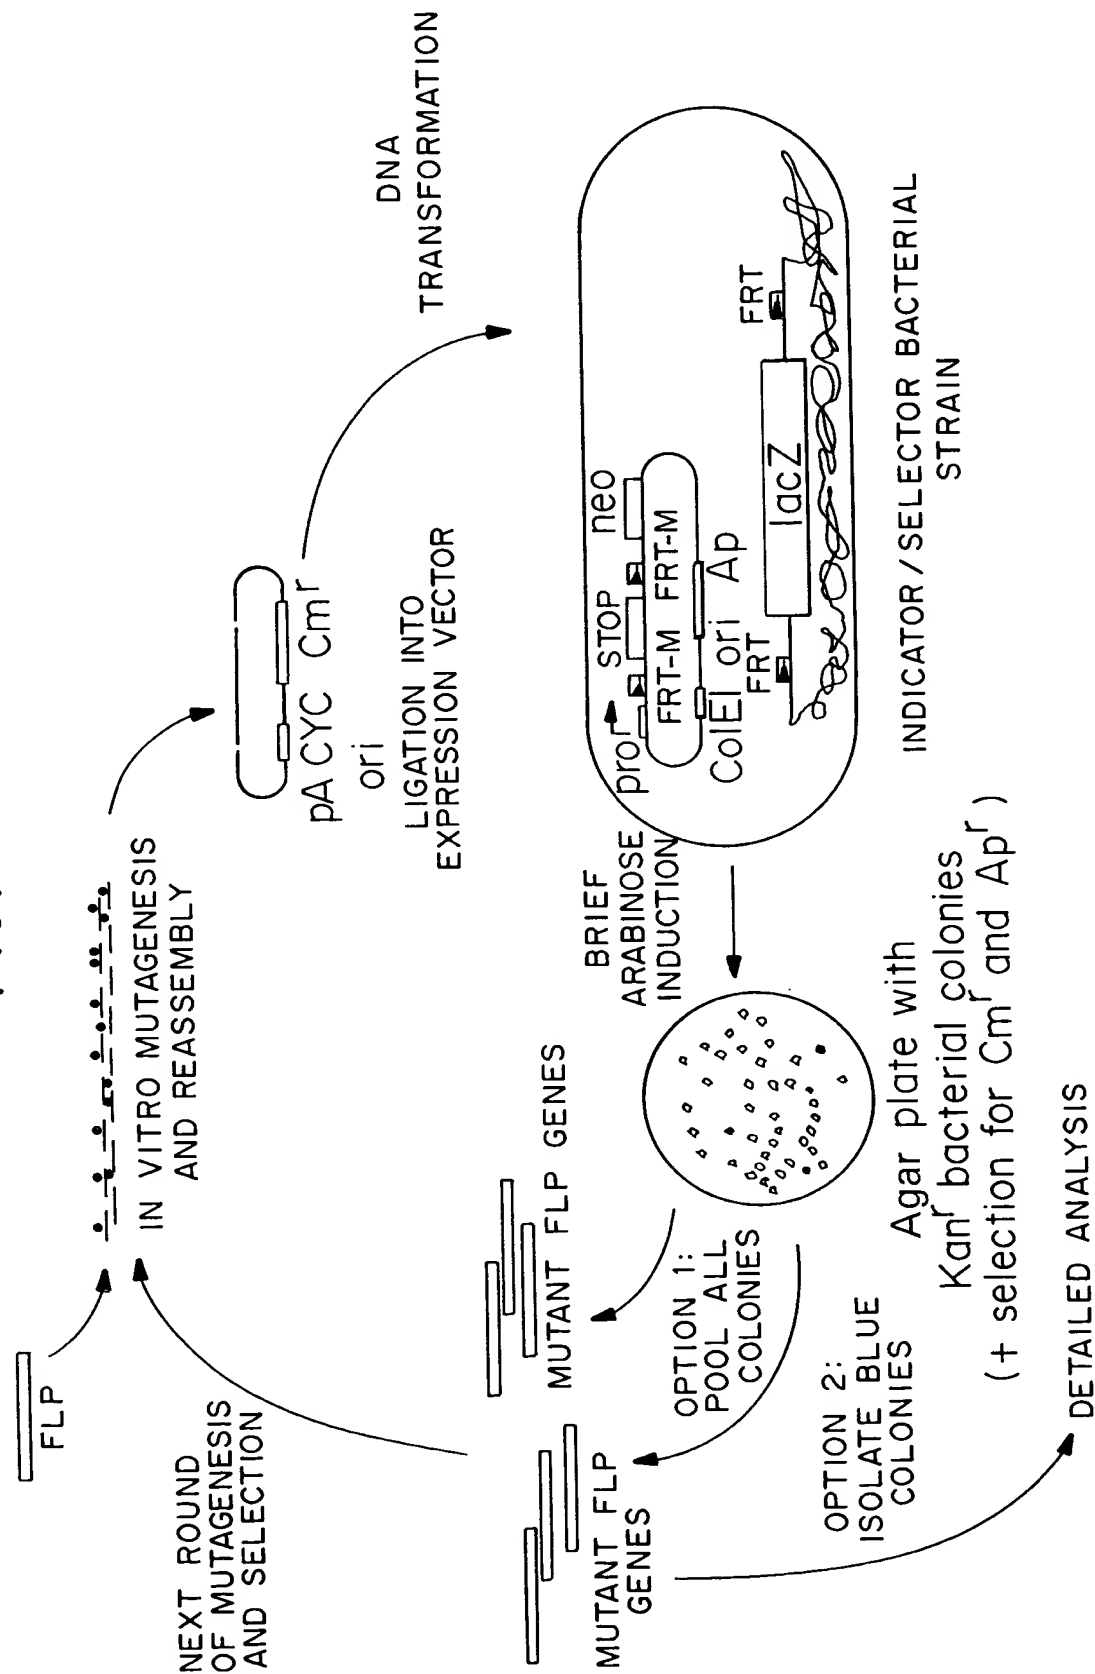 FLP
IN VITRO MUTAGENESIS
AND REASSEMBLY
NEXT ROUND
OF MUTAGENESIS
AND SELECTION
pACYC Cmʳ
ori
LIGATION INTO
EXPRESSION VECTOR
DNA
TRANSFORMATION
MUTANT FLP GENES
MUTANT FLP
GENES
OPTION 1:
POOL ALL
COLONIES
OPTION 2:
ISOLATE BLUE
COLONIES
BRIEF
ARABINOSE
INDUCTION
pro STOP neo
FRT-M FRT-M
ColEI ori Ap
FRT
lacZ
FRT
INDICATOR/SELECTOR BACTERIAL
STRAIN
Agar plate with
Kanʳ bacterial colonies
(+ selection for Cmʳ and Apʳ)
DETAILED ANALYSIS